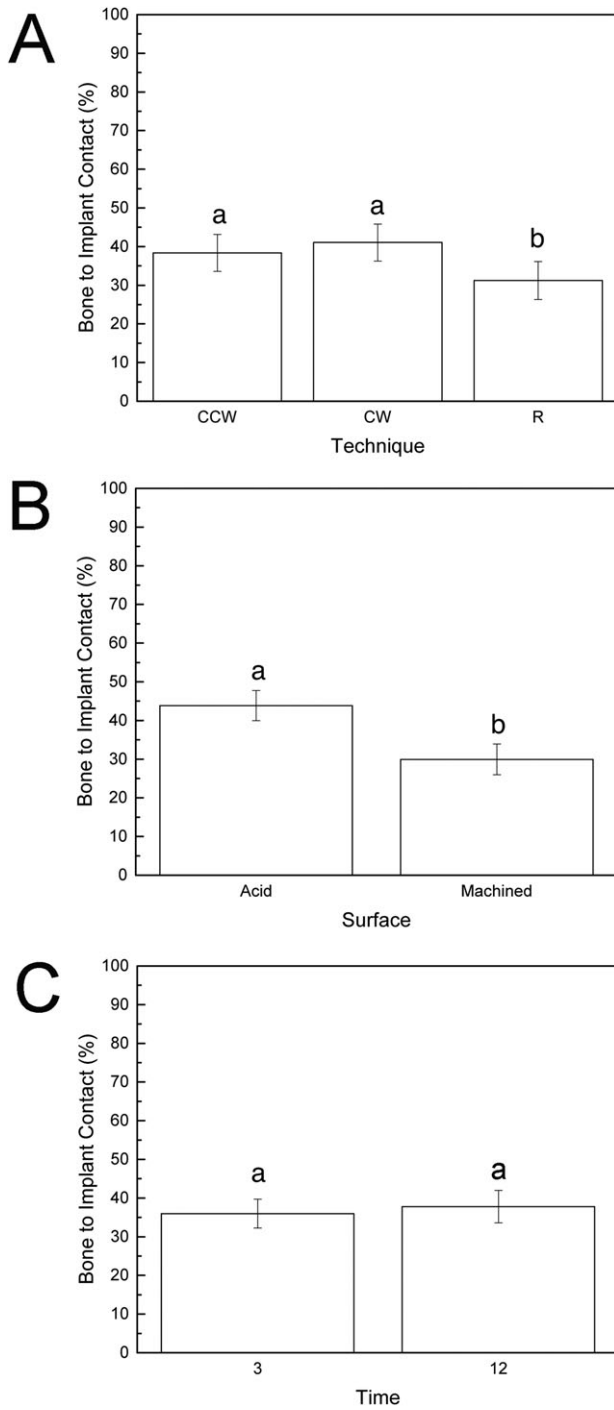 A
Bone to Implant Contact (%)
100
90
80
70
60
50
40
30
20
10
0
a
a
b
CCW
CW
R
Technique
B
Bone to Implant Contact (%)
100
90
80
70
60
50
40
30
20
10
0
a
b
Acid
Machined
Surface
C
Bone to Implant Contact (%)
100
90
80
70
60
50
40
30
20
10
0
a
a
3
12
Time